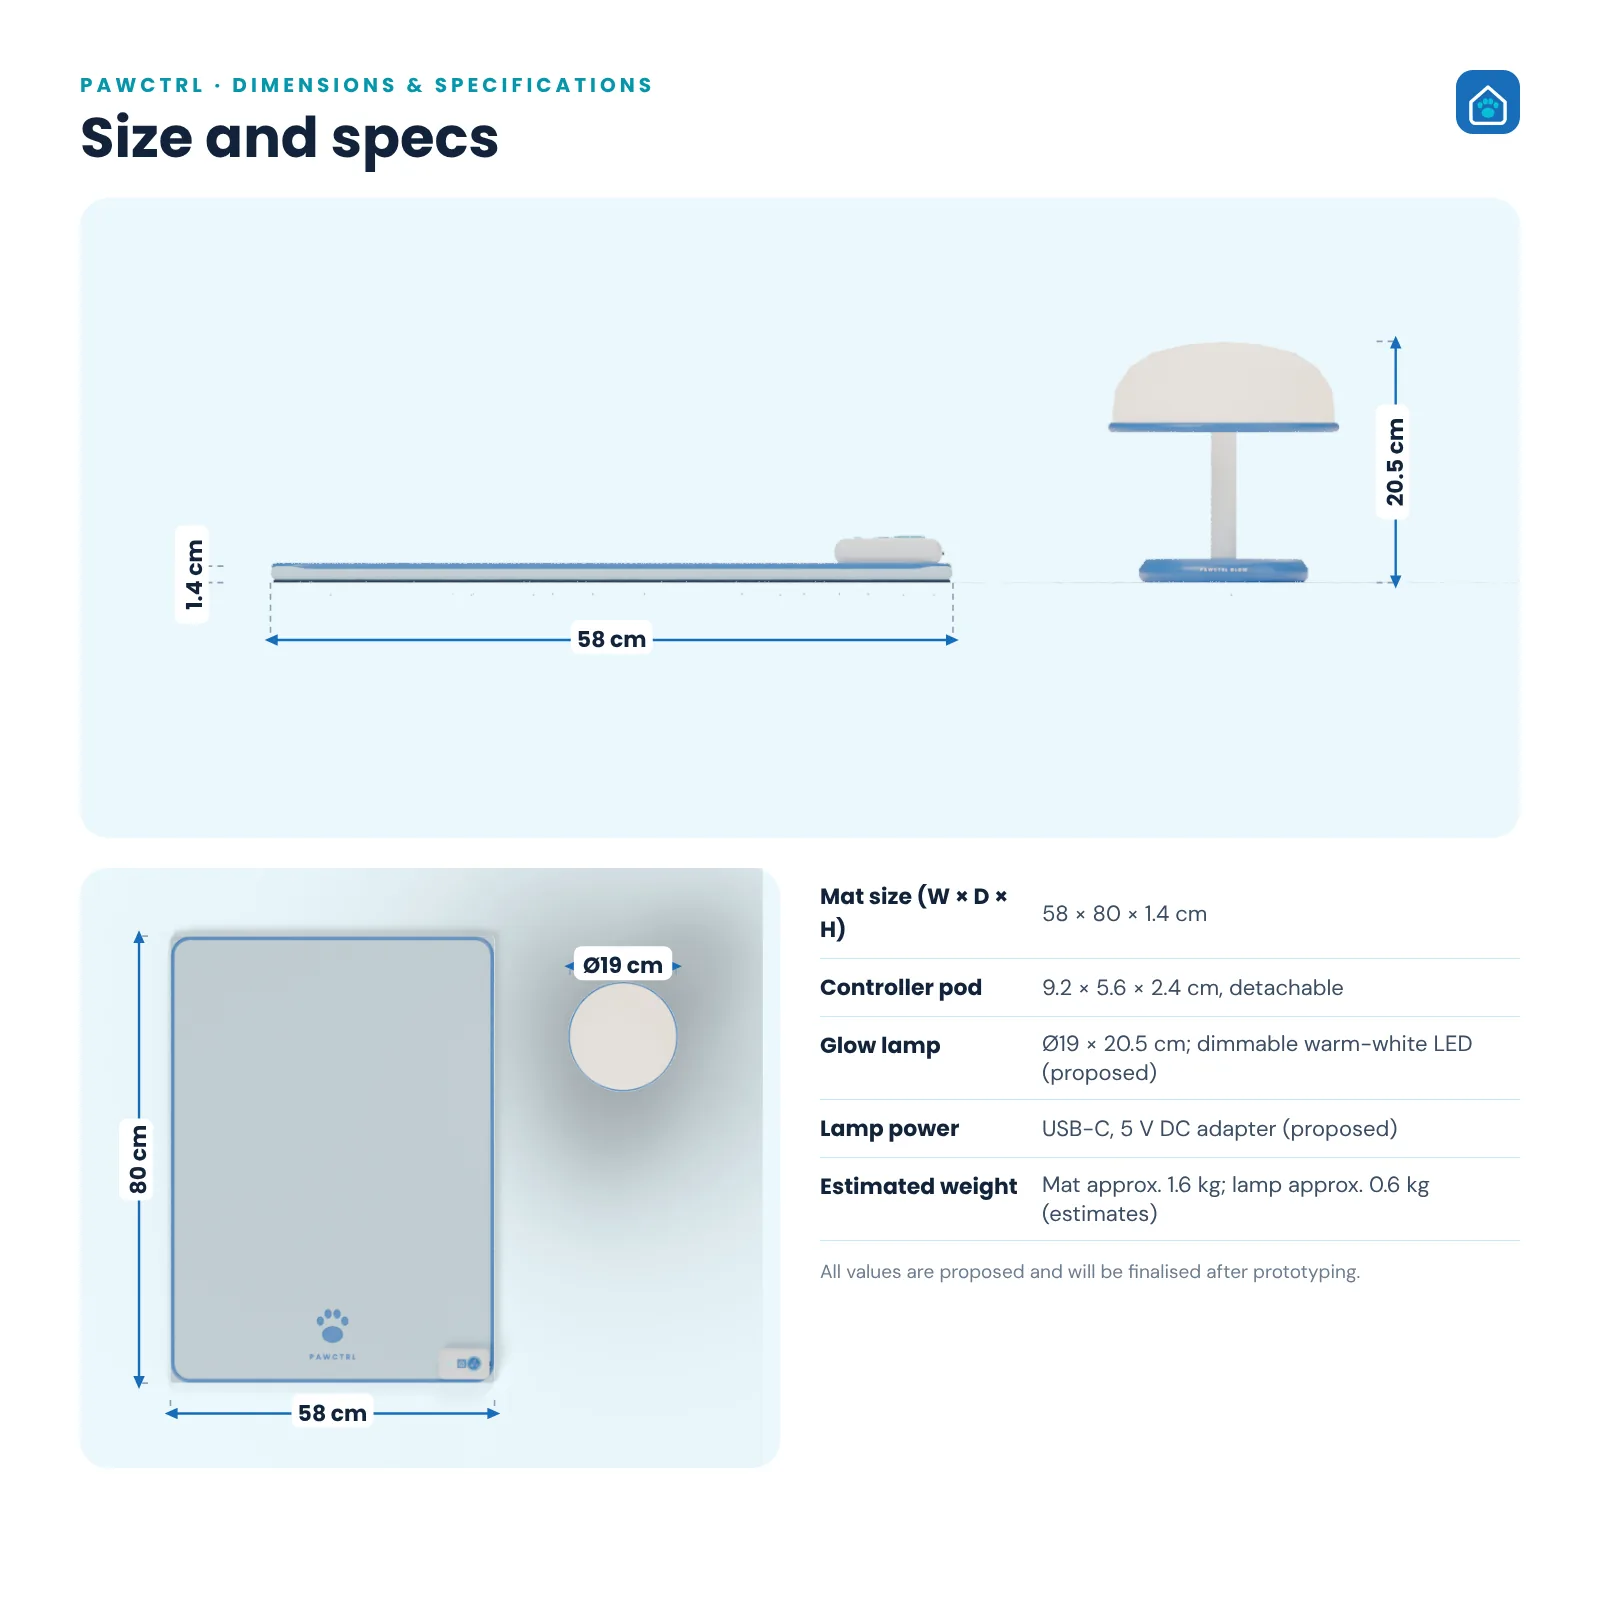 PAWCTRL · DIMENSIONS & SPECIFICATIONS
Size and specs
20.5 cm
1.4 cm
PAWCTRL GLOW
58 cm
Ø19 cm
80 cm
PAWCTRL
58 cm
Mat size (W × D × H)
58 × 80 × 1.4 cm
Controller pod
9.2 × 5.6 × 2.4 cm, detachable
Glow lamp
Ø19 × 20.5 cm; dimmable warm-white LED
(proposed)
Lamp power
USB-C, 5 V DC adapter (proposed)
Estimated weight
Mat approx. 1.6 kg; lamp approx. 0.6 kg
(estimates)
All values are proposed and will be finalised after prototyping.